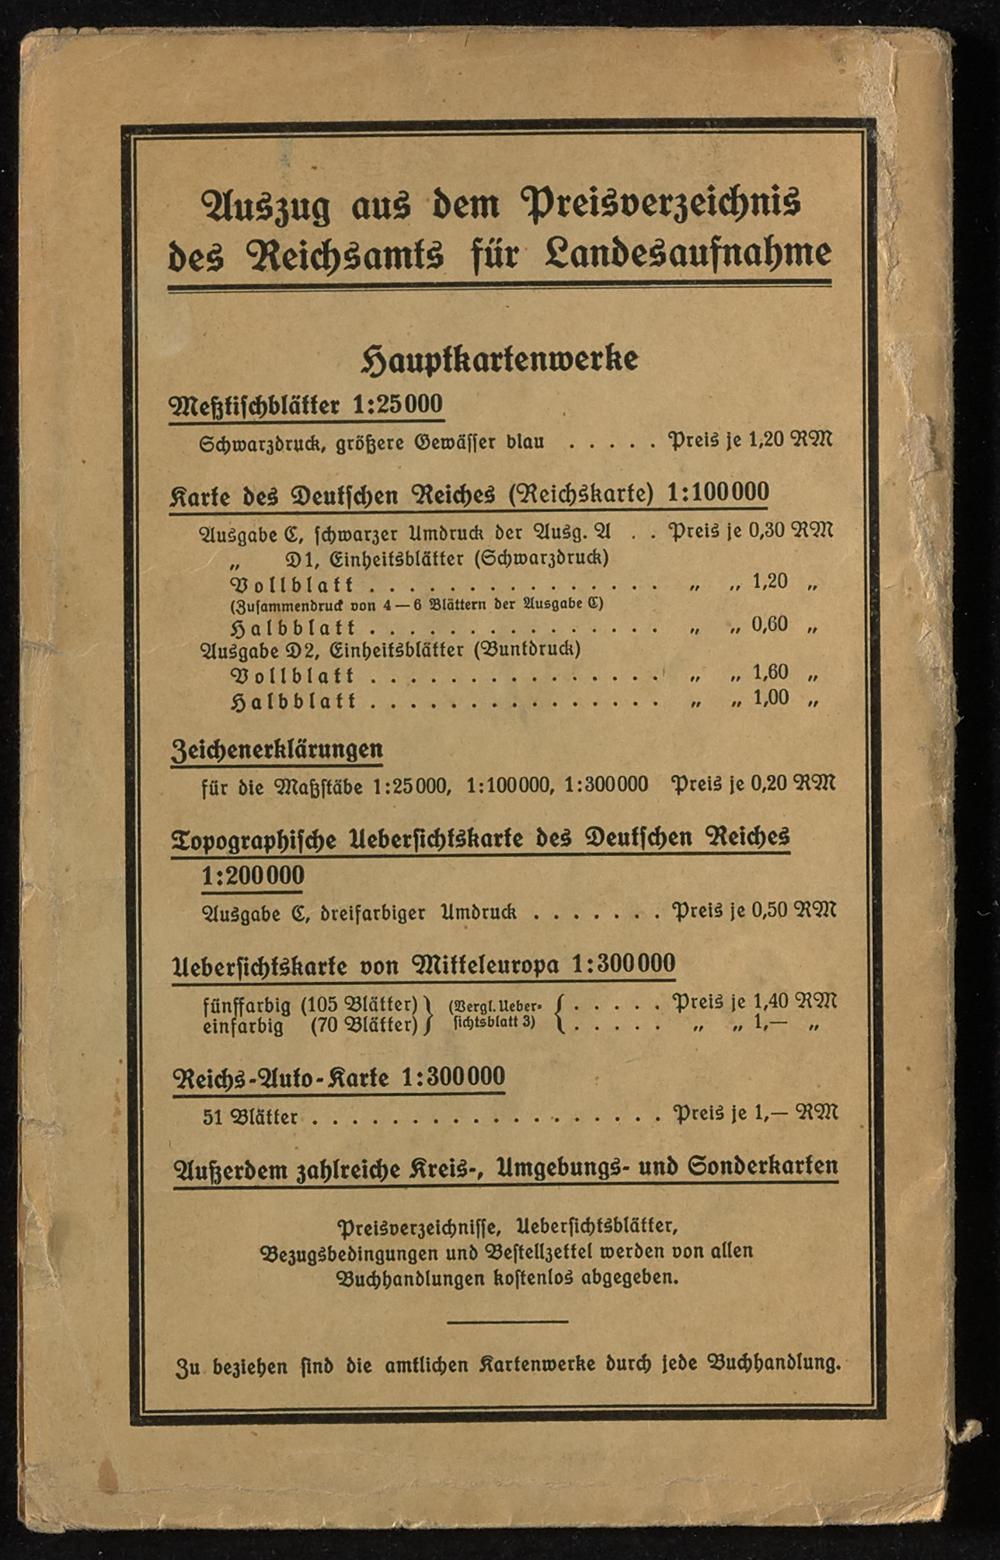 Auszug aus dem Preisverzeichnis
des Reichsamts für Landesaufnahme
Hauptkartenwerke
Meßtischblätter 1:25000
Schwarzdruck, größere Gewässer blau . . . . . Preis je 1,20 RM
Karte des Deutschen Reiches (Reichskarte) 1:100000
Ausgabe C, schwarzer Umdruck der Ausg. A . . Preis je 0,30 RM
„ D1, Einheitsblätter (Schwarzdruck)
Vollblatt . . . . . . . . . . . . . . . „ „ 1,20 „
(Zusammendruck von 4—6 Blättern der Ausgabe C)
Halbblatt . . . . . . . . . . . . . . . „ „ 0,60 „
Ausgabe D2, Einheitsblätter (Buntdruck)
Vollblatt . . . . . . . . . . . . . . . „ „ 1,60 „
Halbblatt . . . . . . . . . . . . . . . „ „ 1,00 „
Zeichenerklärungen
für die Maßstäbe 1:25000, 1:100000, 1:300000 Preis je 0,20 RM
Topographische Uebersichtskarte des Deutschen Reiches
1:200000
Ausgabe C, dreifarbiger Umdruck . . . . . . . Preis je 0,50 RM
Uebersichtskarte von Mitteleuropa 1:300000
fünffarbig (105 Blätter) } (Vergl. Ueber- { . . . . . Preis je 1,40 RM
einfarbig (70 Blätter) } sichtsblatt 3) { . . . . . „ „ 1,— „
Reichs-Auto-Karte 1:300000
51 Blätter . . . . . . . . . . . . . . . . . . Preis je 1,— RM
Außerdem zahlreiche Kreis-, Umgebungs- und Sonderkarten
Preisverzeichnisse, Uebersichtsblätter,
Bezugsbedingungen und Bestellzettel werden von allen
Buchhandlungen kostenlos abgegeben.
Zu beziehen sind die amtlichen Kartenwerke durch jede Buchhandlung.